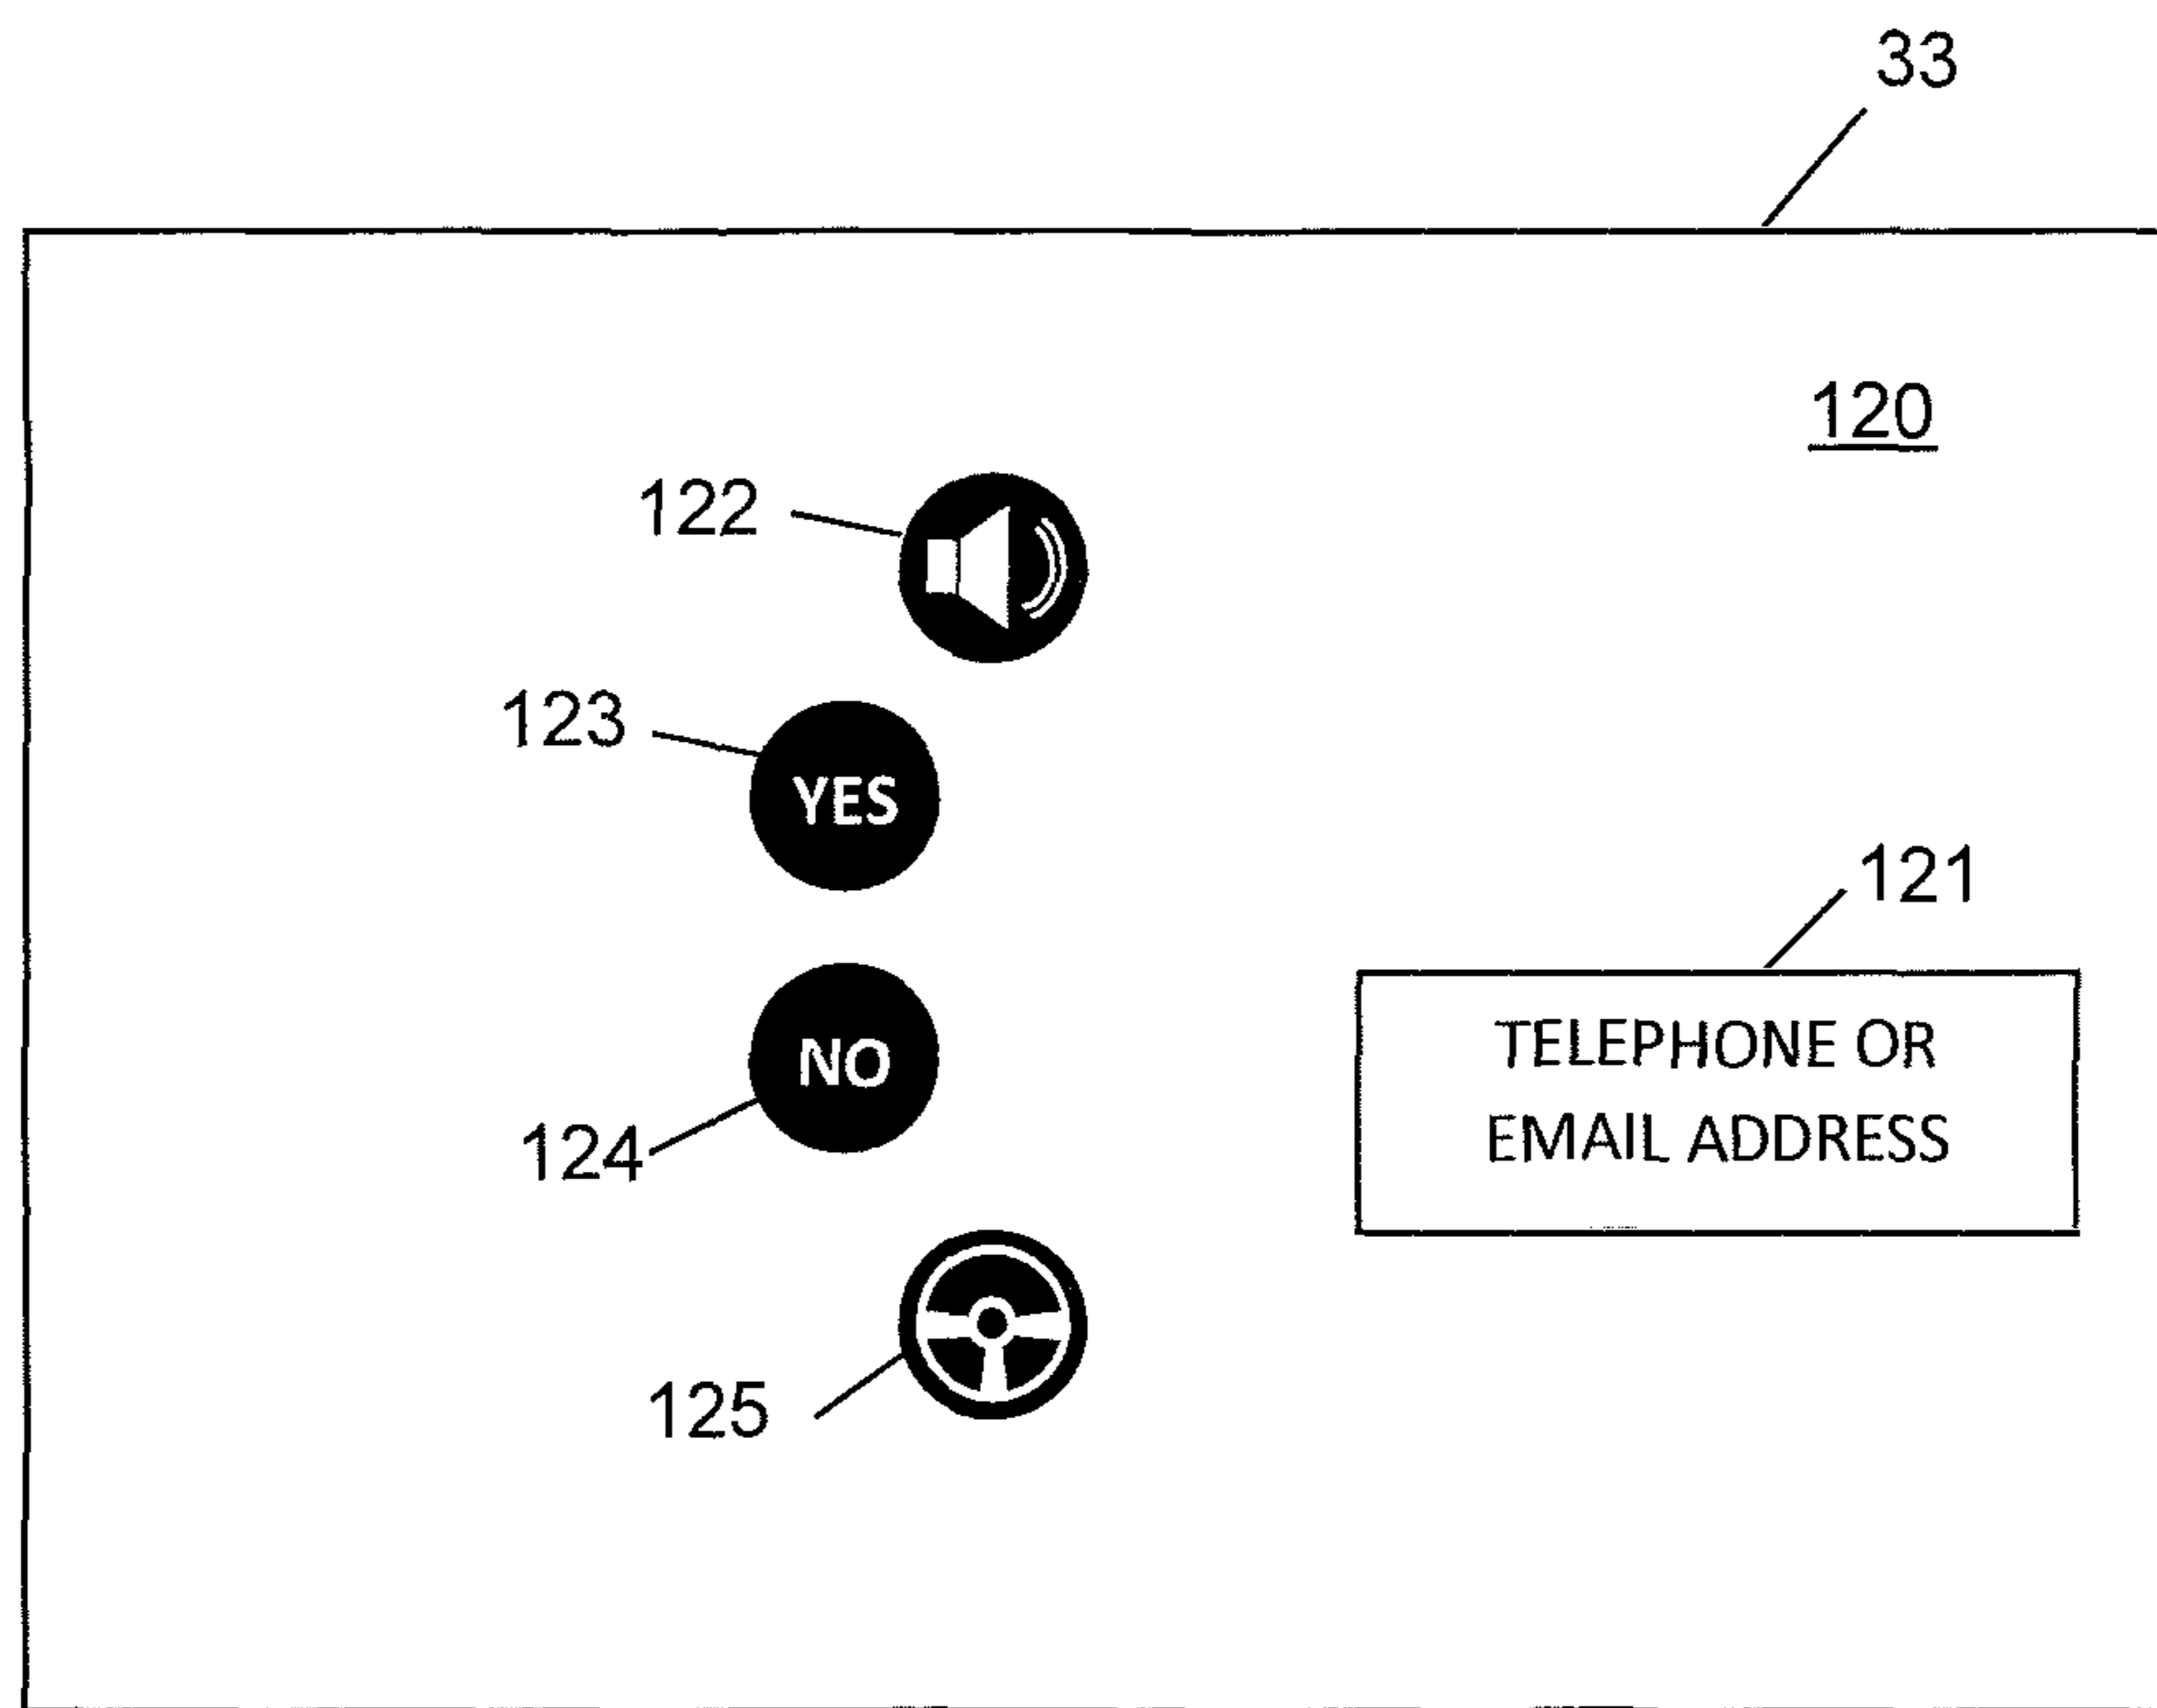 33
120
122
123
YES
121
NO
TELEPHONE OR
EMAIL ADDRESS
124
125